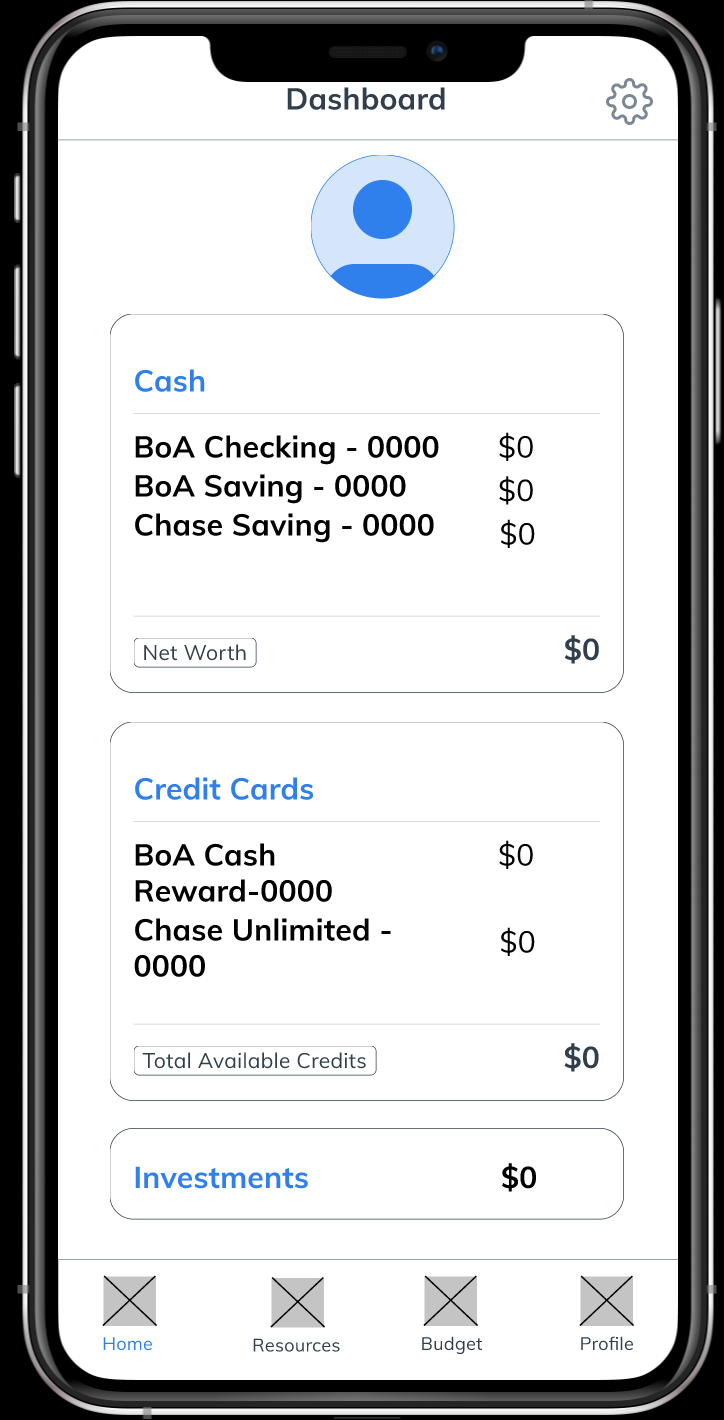 Dashboard
Cash
BoA Checking - 0000 $0
BoA Saving - 0000 $0
Chase Saving - 0000 $0
Net Worth $0
Credit Cards
BoA Cash $0
Reward-0000
Chase Unlimited - $0
0000
Total Available Credits $0
Investments $0
Home Resources Budget Profile